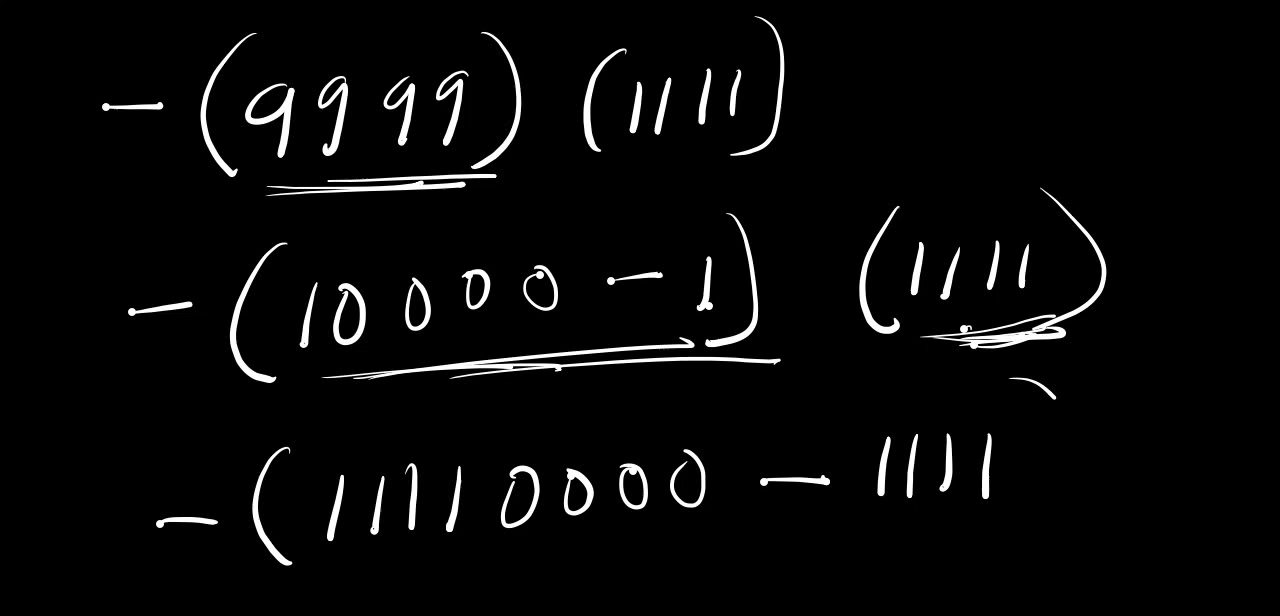 - (9999) (1111)
- (10000 - 1) (1111)
- (11110000 - 1111